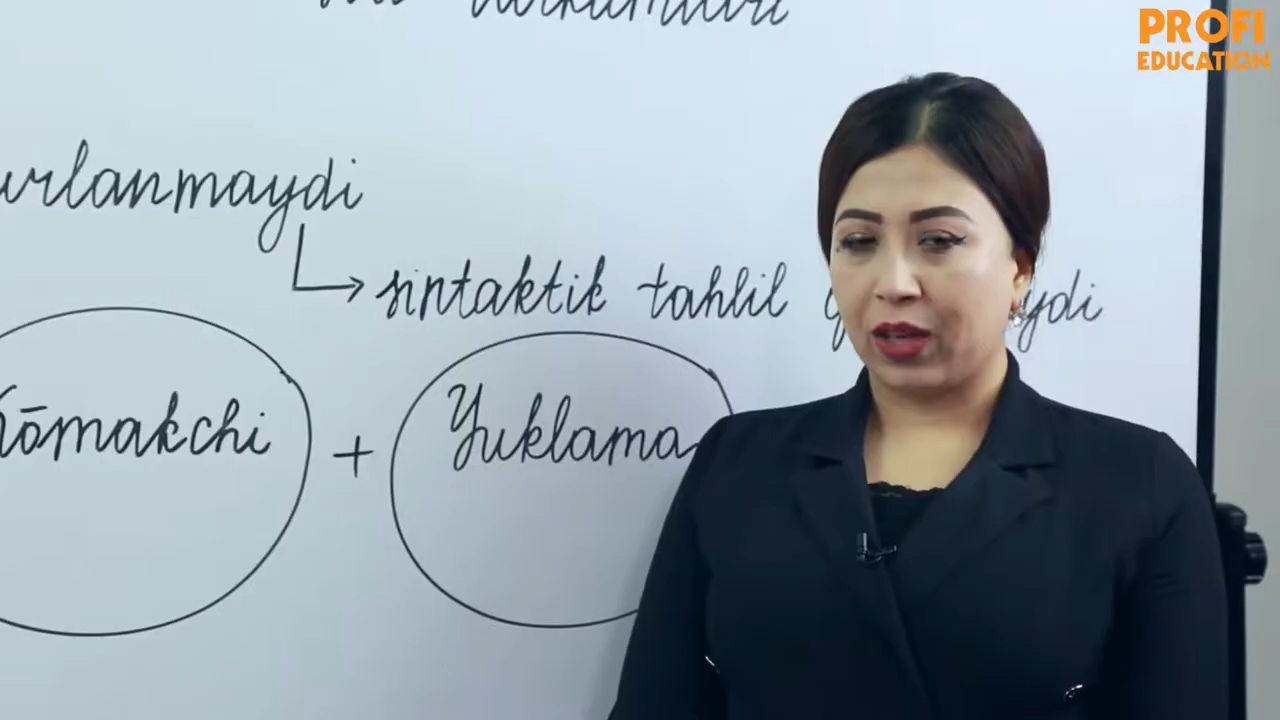 PROFI
EDUCATION
urlanmaydi
sintaktik tahlil ydi
Kōmakchi + Yuklama